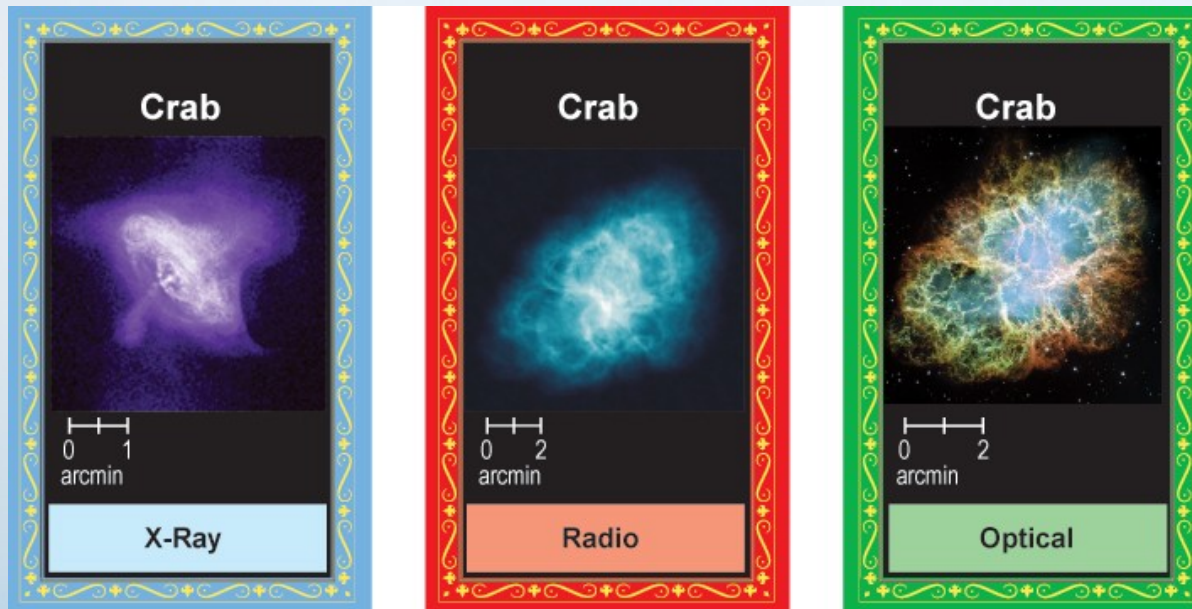 Crab
0 1
arcmin
X-Ray
Crab
0 2
arcmin
Radio
Crab
0 2
arcmin
Optical